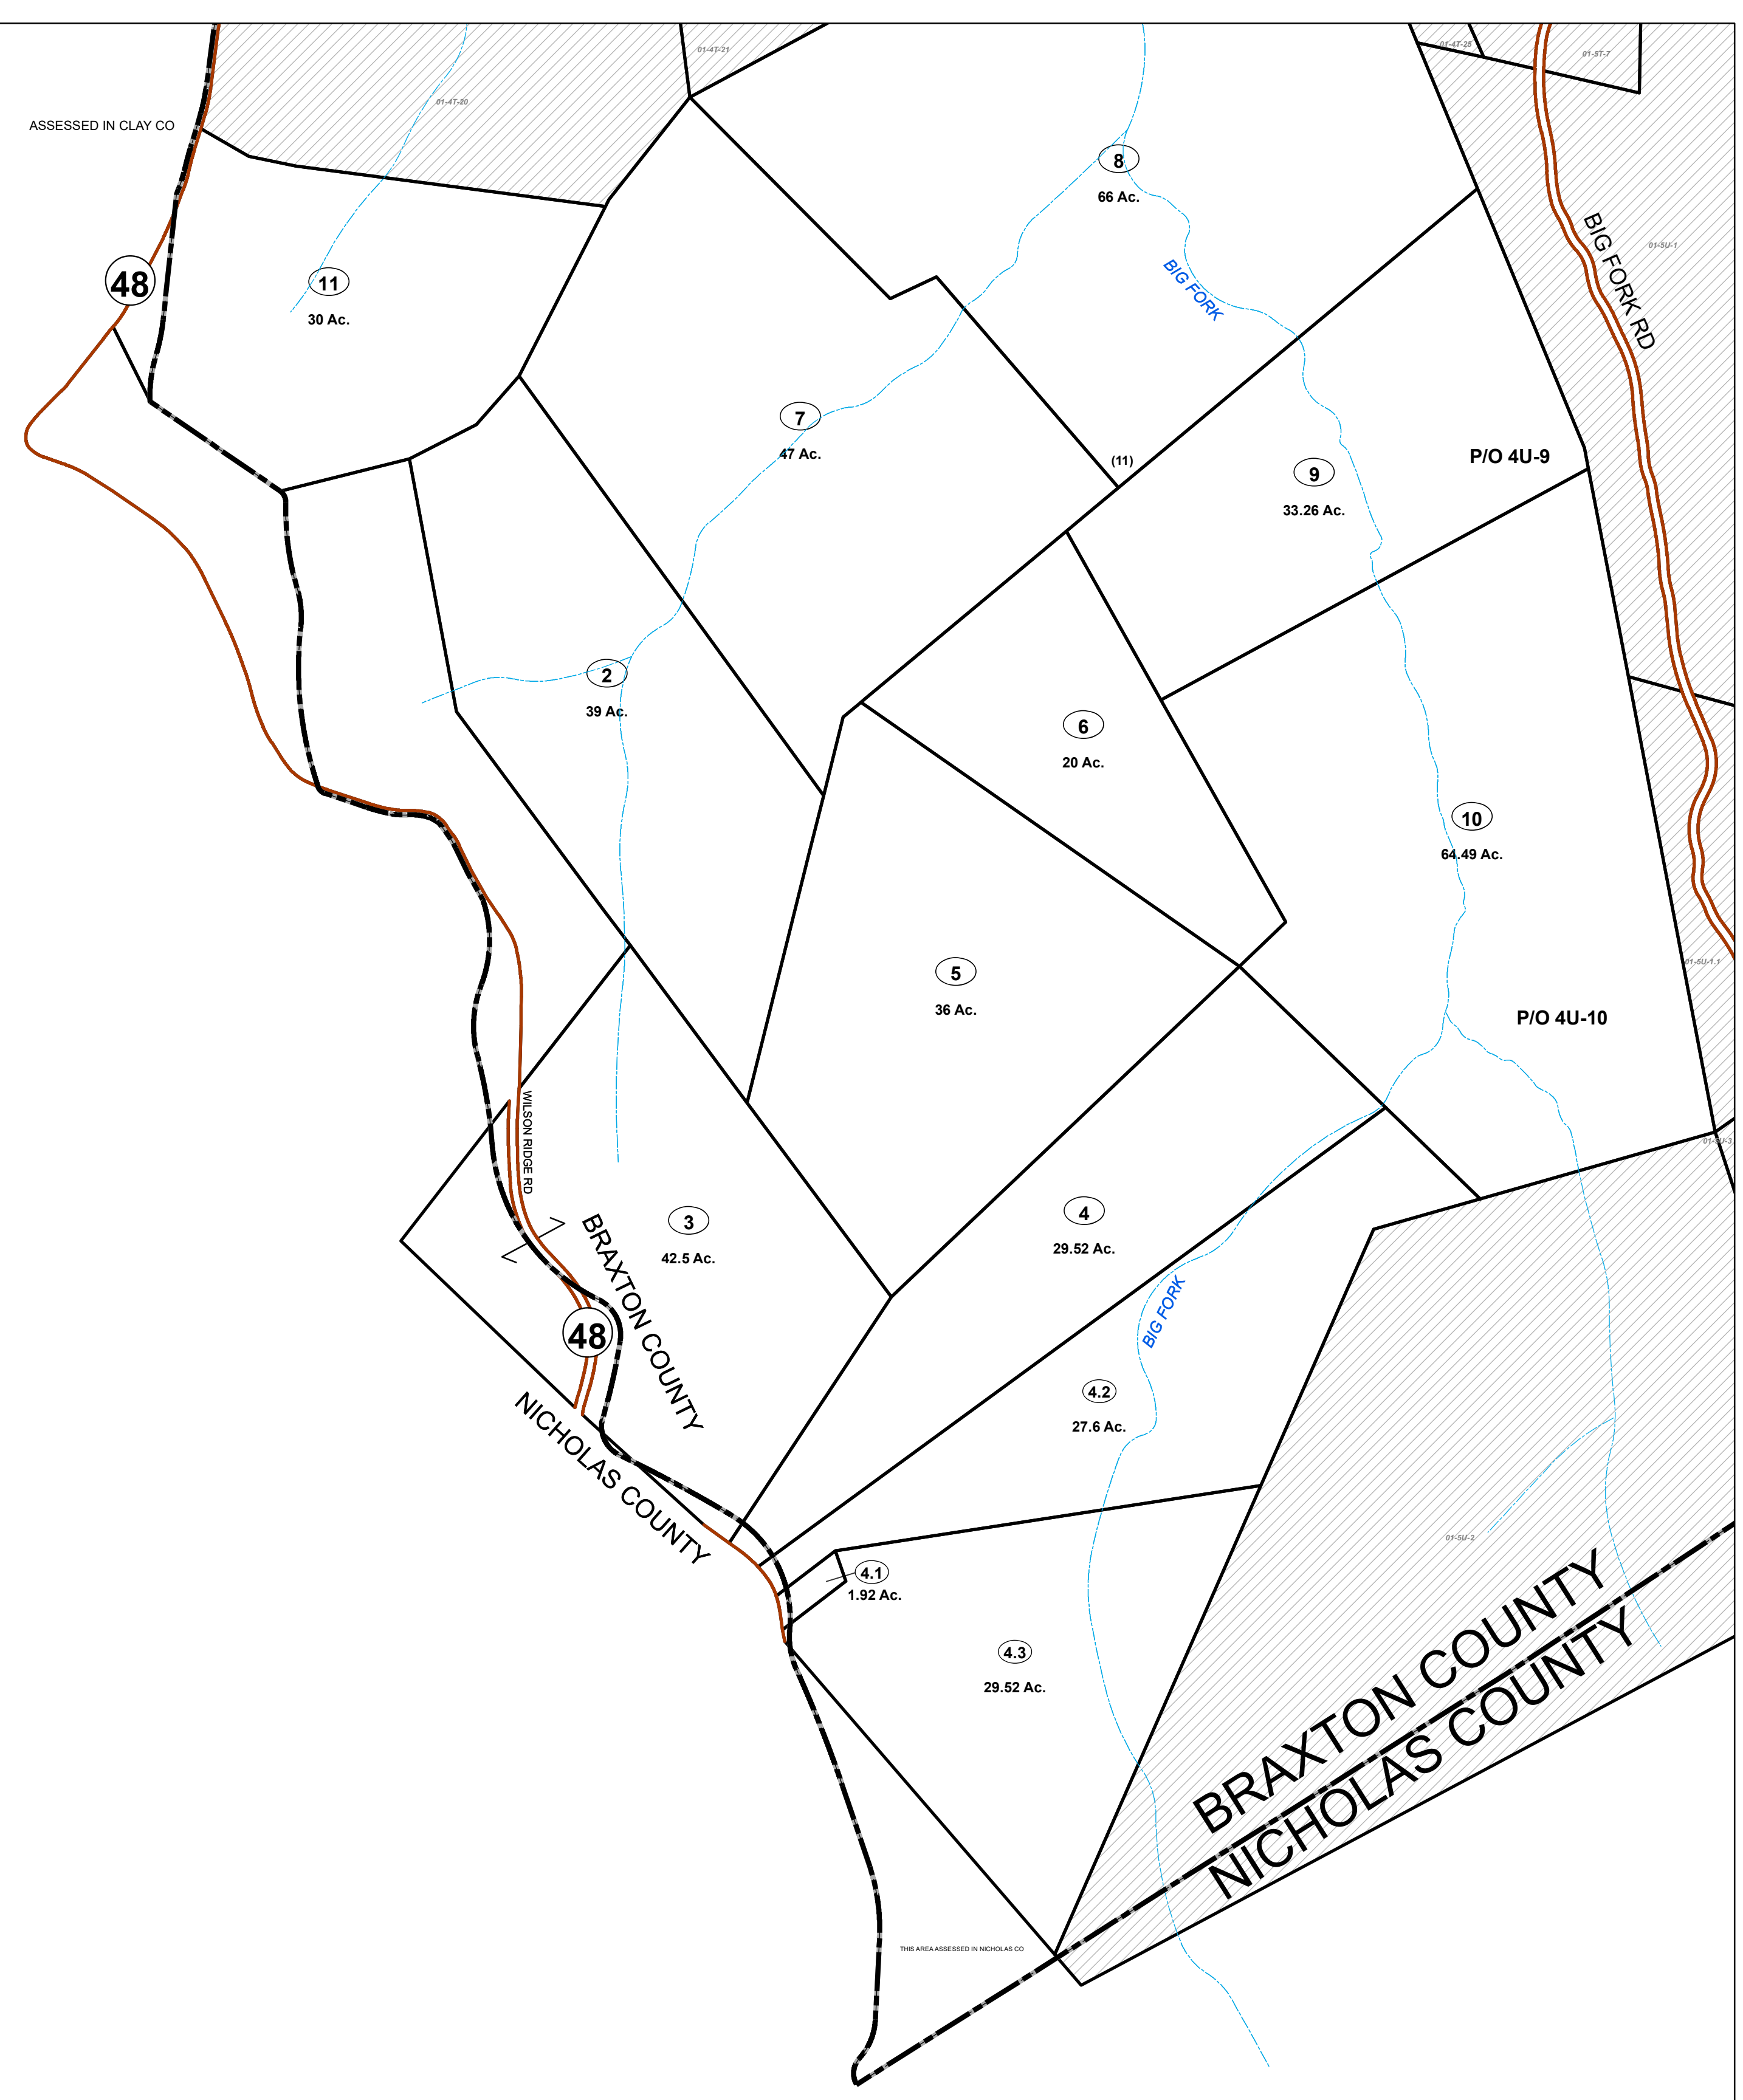 01-4T-21
01-4T-25
01-5T-7
01-4T-20
ASSESSED IN CLAY CO
8
66 Ac.
BIG FORK RD
01-5U-1
48
11
30 Ac.
BIG FORK
7
47 Ac.
(11)
9
33.26 Ac.
P/O 4U-9
2
39 Ac.
6
20 Ac.
10
64.49 Ac.
5
36 Ac.
01-5U-1.1
P/O 4U-10
WILSON RIDGE RD
3
42.5 Ac.
4
29.52 Ac.
BRAXTON COUNTY
48
BIG FORK
NICHOLAS COUNTY
4.2
27.6 Ac.
01-5U-2
4.1
1.92 Ac.
4.3
29.52 Ac.
BRAXTON COUNTY
NICHOLAS COUNTY
THIS AREA ASSESSED IN NICHOLAS CO